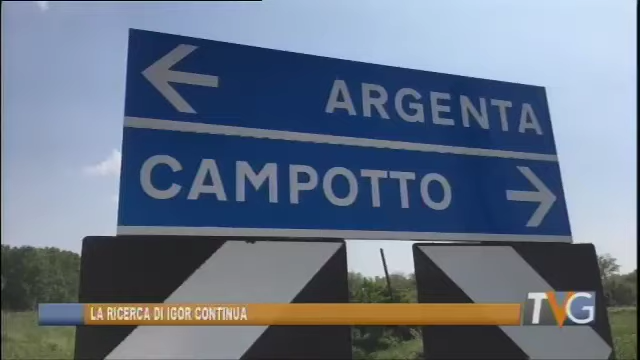 ARGENTA
CAMPOTTO
LA RICERCA DI IGOR CONTINUA
TVG